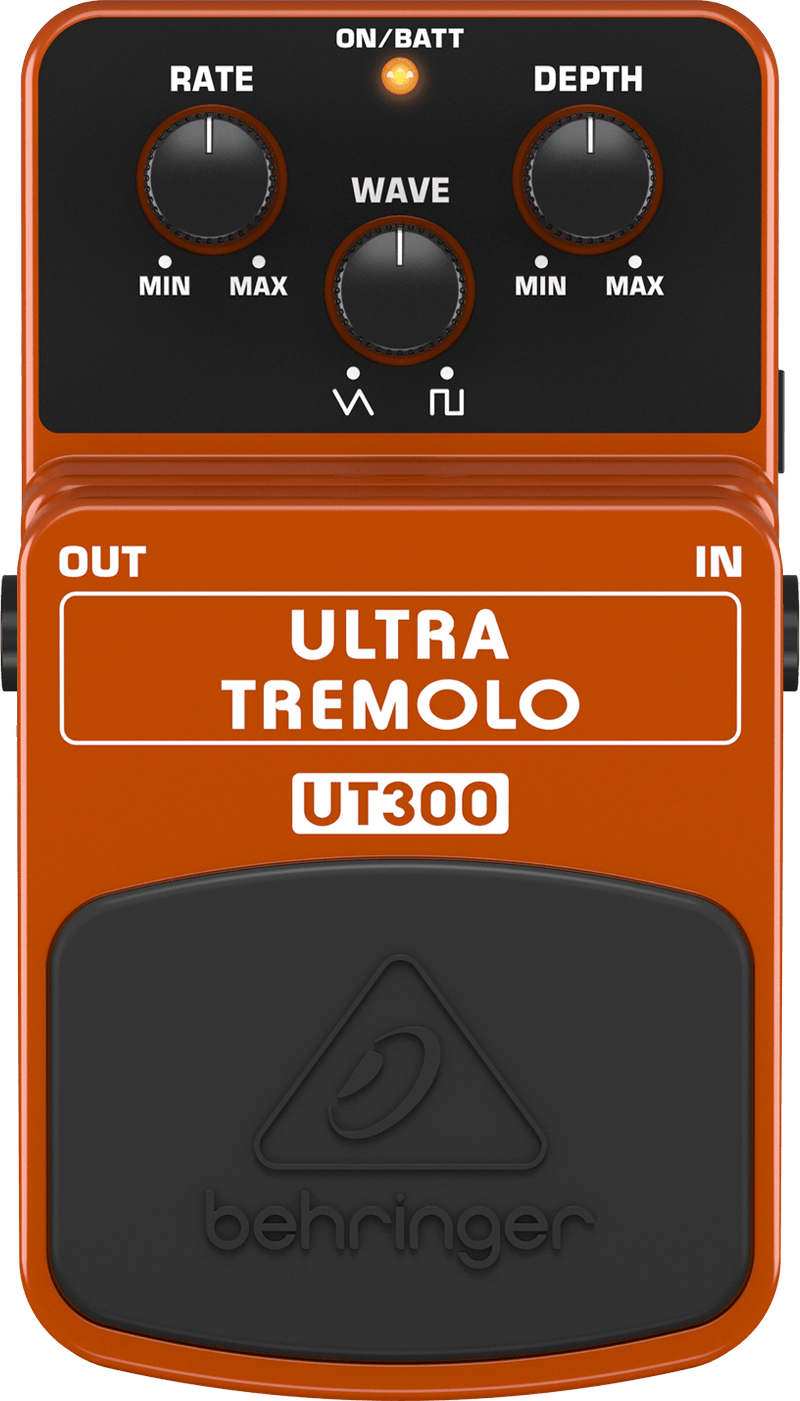 ON/BATT
RATE
DEPTH
WAVE
MIN MAX
MIN MAX
OUT
IN
ULTRA
TREMOLO
UT300
behringer